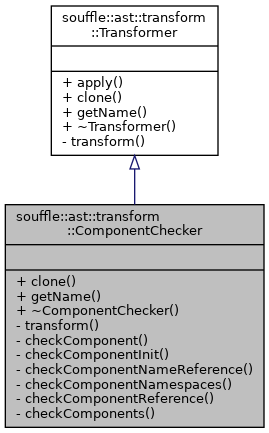 souffle::ast::transform
::Transformer
+ apply()
+ clone()
+ getName()
+ ~Transformer()
- transform()
souffle::ast::transform
::ComponentChecker
+ clone()
+ getName()
+ ~ComponentChecker()
- transform()
- checkComponent()
- checkComponentInit()
- checkComponentNameReference()
- checkComponentNamespaces()
- checkComponentReference()
- checkComponents()